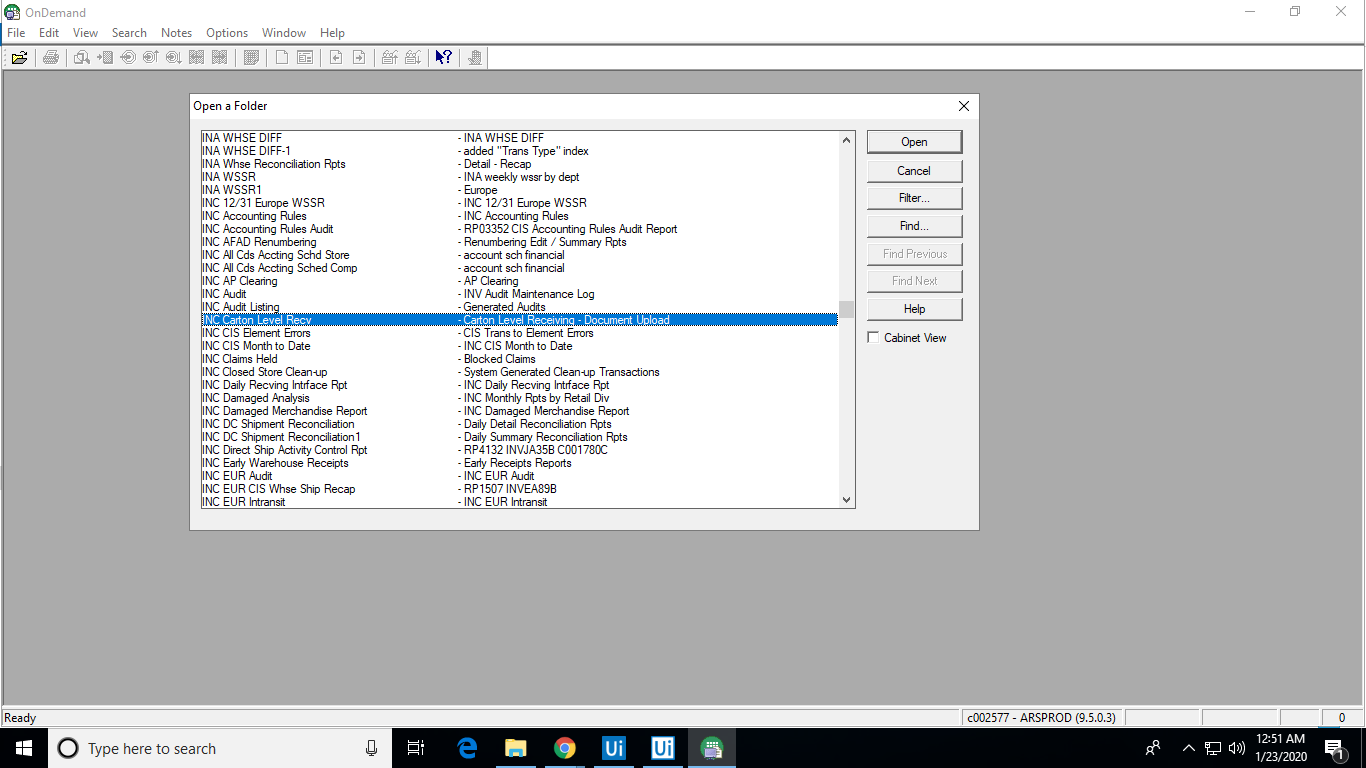 OnDemand
File Edit View Search Notes Options Window Help
Open a Folder
INA WHSE DIFF - INA WHSE DIFF
INA WHSE DIFF-1 - added "Trans Type" index
INA Whse Reconciliation Rpts - Detail - Recap
INA WSSR - INA weekly wssr by dept
INA WSSR1 - Europe
INC 12/31 Europe WSSR - INC 12/31 Europe WSSR
INC Accounting Rules - INC Accounting Rules
INC Accounting Rules Audit - RP03352 CIS Accounting Rules Audit Report
INC AFAD Renumbering - Renumbering Edit / Summary Rpts
INC All Cds Accting Schd Store - account sch financial
INC All Cds Accting Sched Comp - account sch financial
INC AP Clearing - AP Clearing
INC Audit - INV Audit Maintenance Log
INC Audit Listing - Generated Audits
INC Carton Level Recv - Carton Level Receiving - Document Upload
INC CIS Element Errors - CIS Trans to Element Errors
INC CIS Month to Date - INC CIS Month to Date
INC Claims Held - Blocked Claims
INC Closed Store Clean-up - System Generated Clean-up Transactions
INC Daily Recving Intrface Rpt - INC Daily Recving Intrface Rpt
INC Damaged Analysis - INC Monthly Rpts by Retail Div
INC Damaged Merchandise Report - INC Damaged Merchandise Report
INC DC Shipment Reconciliation - Daily Detail Reconciliation Rpts
INC DC Shipment Reconciliation1 - Daily Summary Reconciliation Rpts
INC Direct Ship Activity Control Rpt - RP4132 INVJA35B C001780C
INC Early Warehouse Receipts - Early Receipts Reports
INC EUR Audit - INC EUR Audit
INC EUR CIS Whse Ship Recap - RP1507 INVEA89B
INC EUR Intransit - INC EUR Intransit
Open
Cancel
Filter...
Find...
Find Previous
Find Next
Help
Cabinet View
Ready c002577 - ARSPROD (9.5.0.3) 0
Type here to search
Ui Ui
12:51 AM
1/23/2020
1